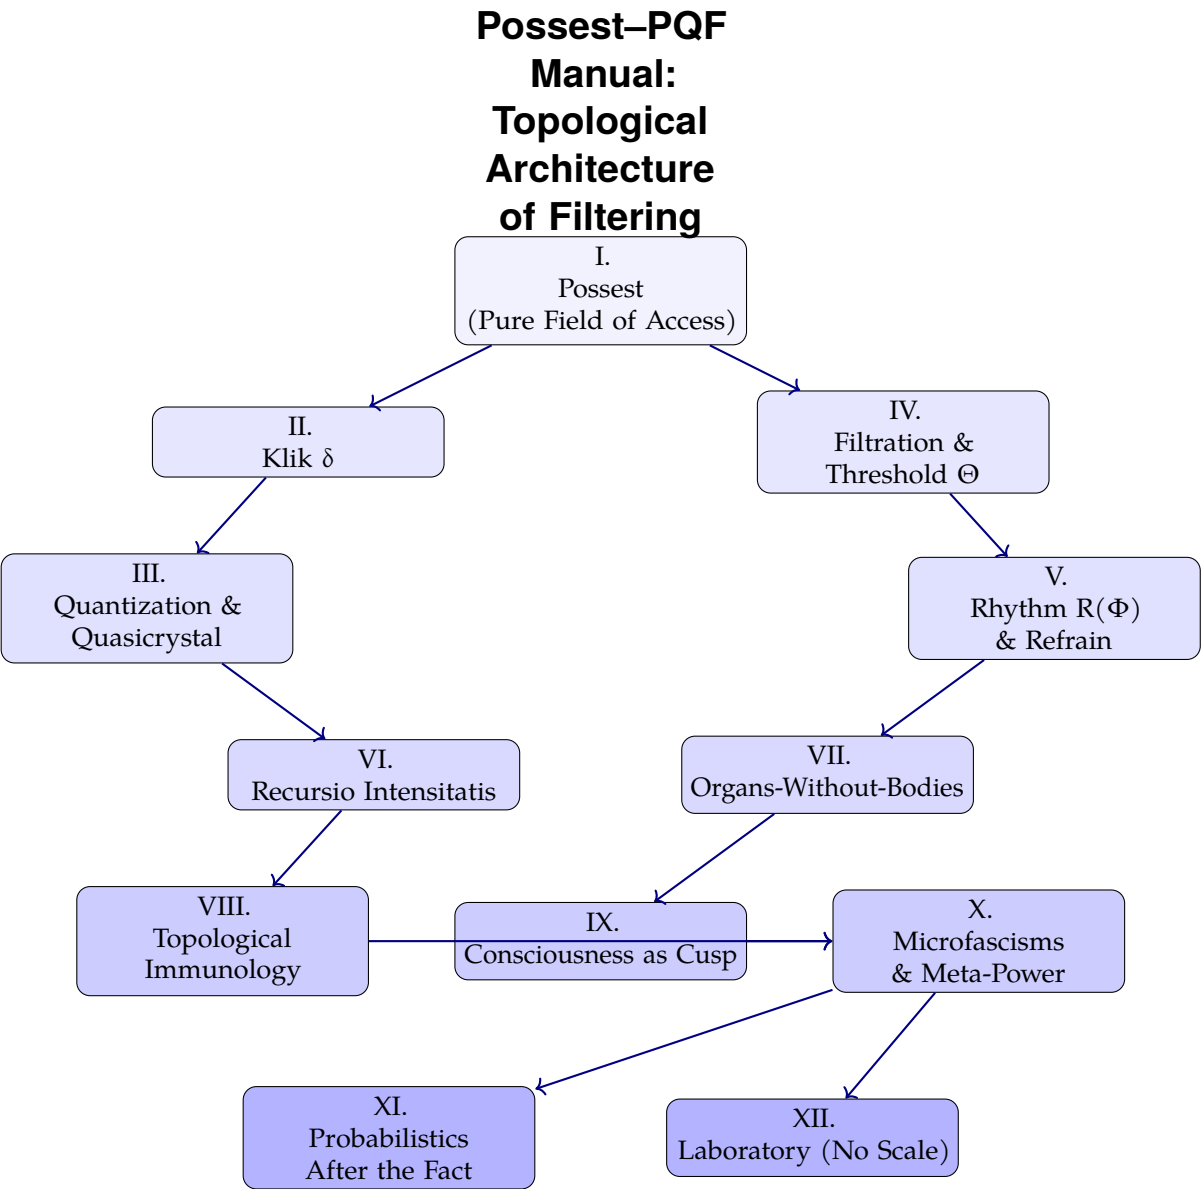 Possest–PQF
Manual:
Topological
Architecture
of Filtering
I.
Possest
(Pure Field of Access)
II.
Klik δ
IV.
Filtration &
Threshold Θ
III.
Quantization &
Quasicrystal
V.
Rhythm R(Φ)
& Refrain
VI.
Recursio Intensitatis
VII.
Organs-Without-Bodies
VIII.
Topological
Immunology
IX.
Consciousness as Cusp
X.
Microfascisms
& Meta-Power
XI.
Probabilistics
After the Fact
XII.
Laboratory (No Scale)